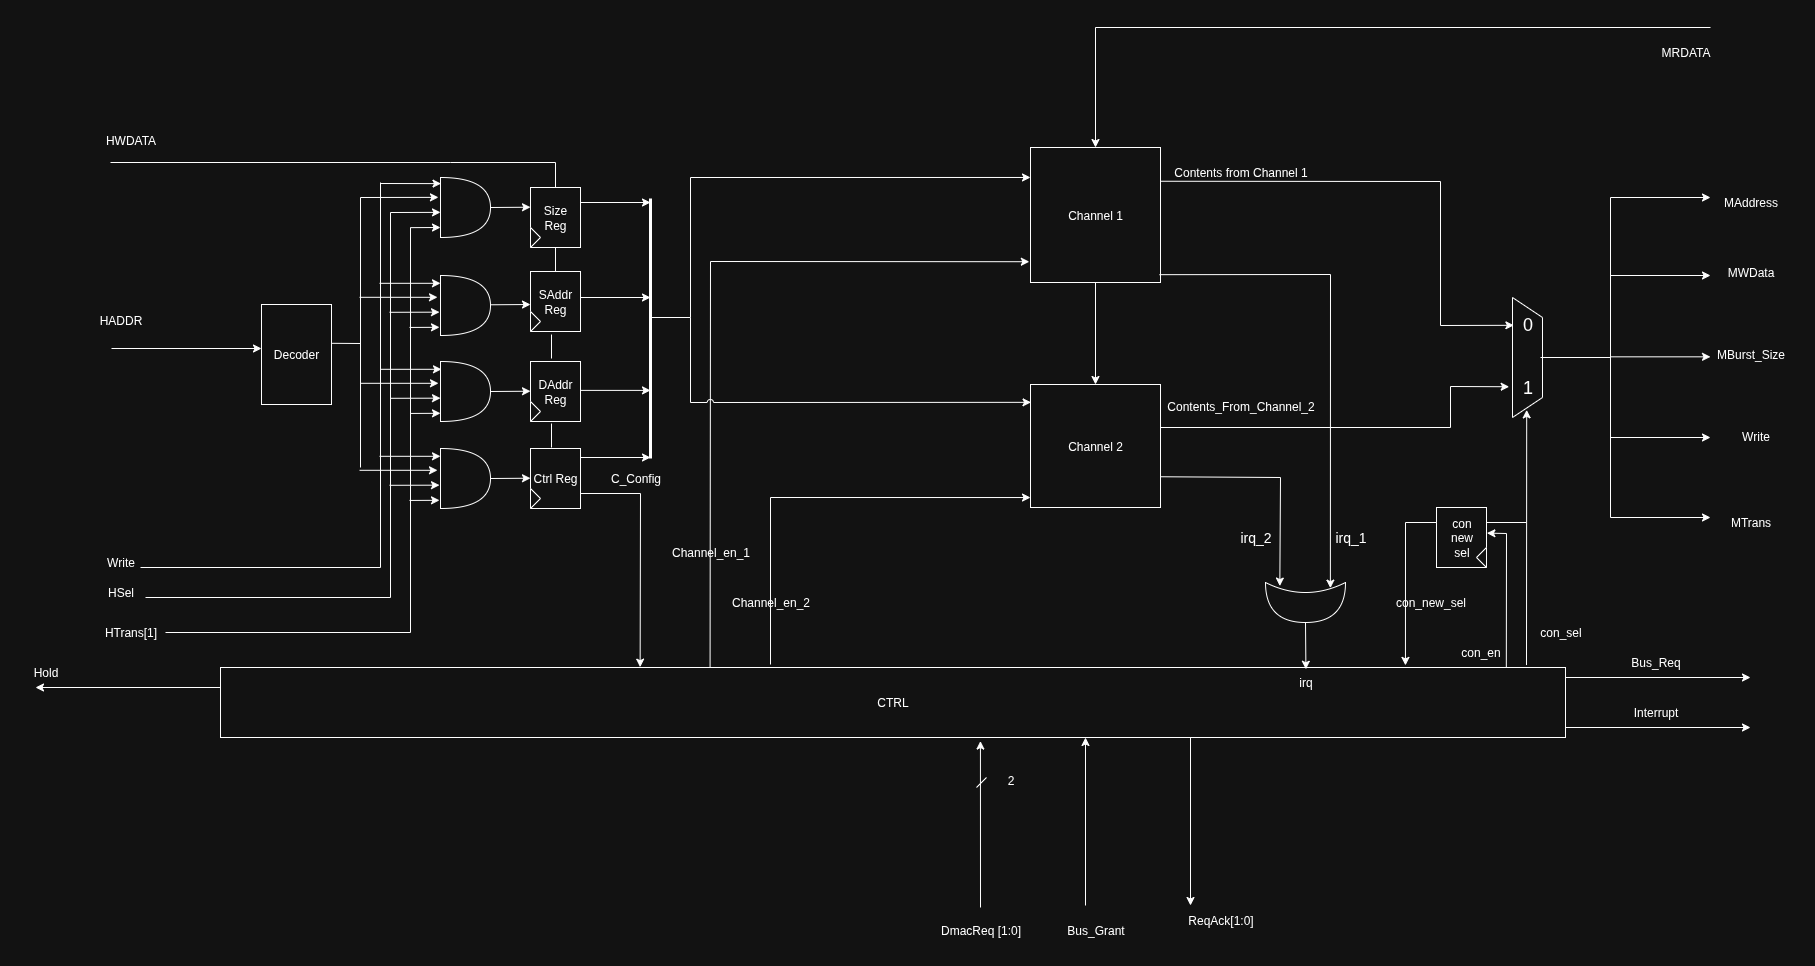 MRDATA
HWDATA
Contents from Channel 1
MAddress
Size
Reg
Channel 1
MWData
SAddr
Reg
HADDR
0
Decoder
MBurst_Size
DAddr
Reg
1
Contents_From_Channel_2
Write
Channel 2
Ctrl Reg
C_Config
MTrans
con
new
sel
irq_2
irq_1
Channel_en_1
Write
HSel
Channel_en_2
con_new_sel
HTrans[1]
con_sel
con_en
Bus_Req
Hold
irq
CTRL
Interrupt
2
DmacReq [1:0]
Bus_Grant
ReqAck[1:0]